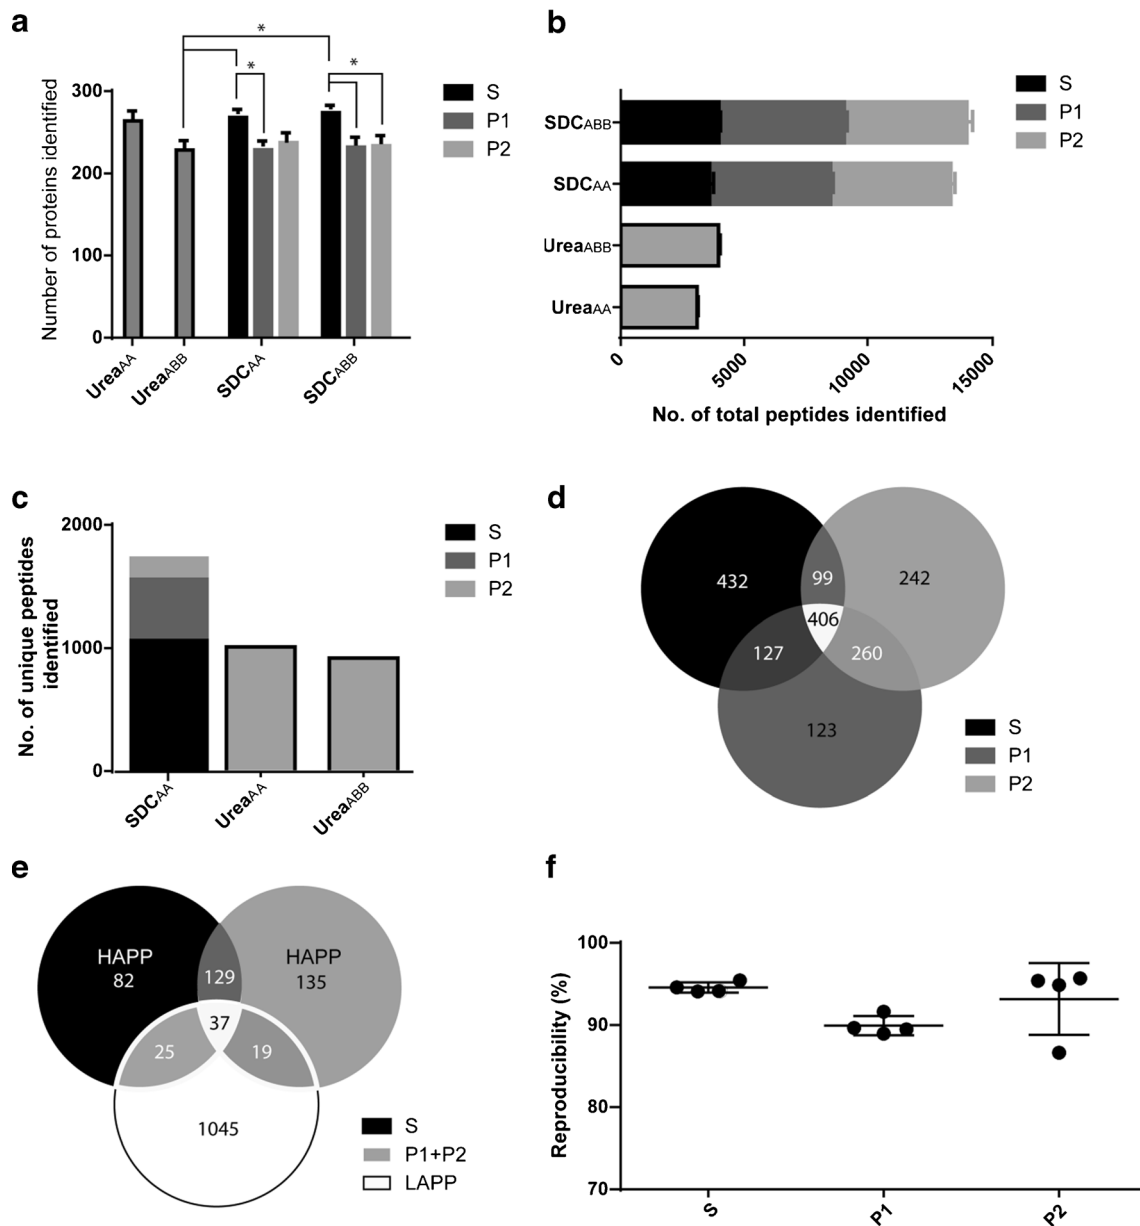 a
*
*
*
Number of proteins identified
300
200
100
0
UreaAA
UreaABB
SDCAA
SDCABB
S
P1
P2
b
SDCABB
SDCAA
UreaABB
UreaAA
0
5000
10000
15000
No. of total peptides identified
S
P1
P2
c
No. of unique peptides
identified
2000
1000
0
SDCAA
UreaAA
UreaABB
S
P1
P2
d
432
99
242
406
127
260
123
S
P1
P2
e
HAPP
82
129
HAPP
135
37
25
19
1045
S
P1+P2
LAPP
f
Reproducibility (%)
100
90
80
70
S
P1
P2